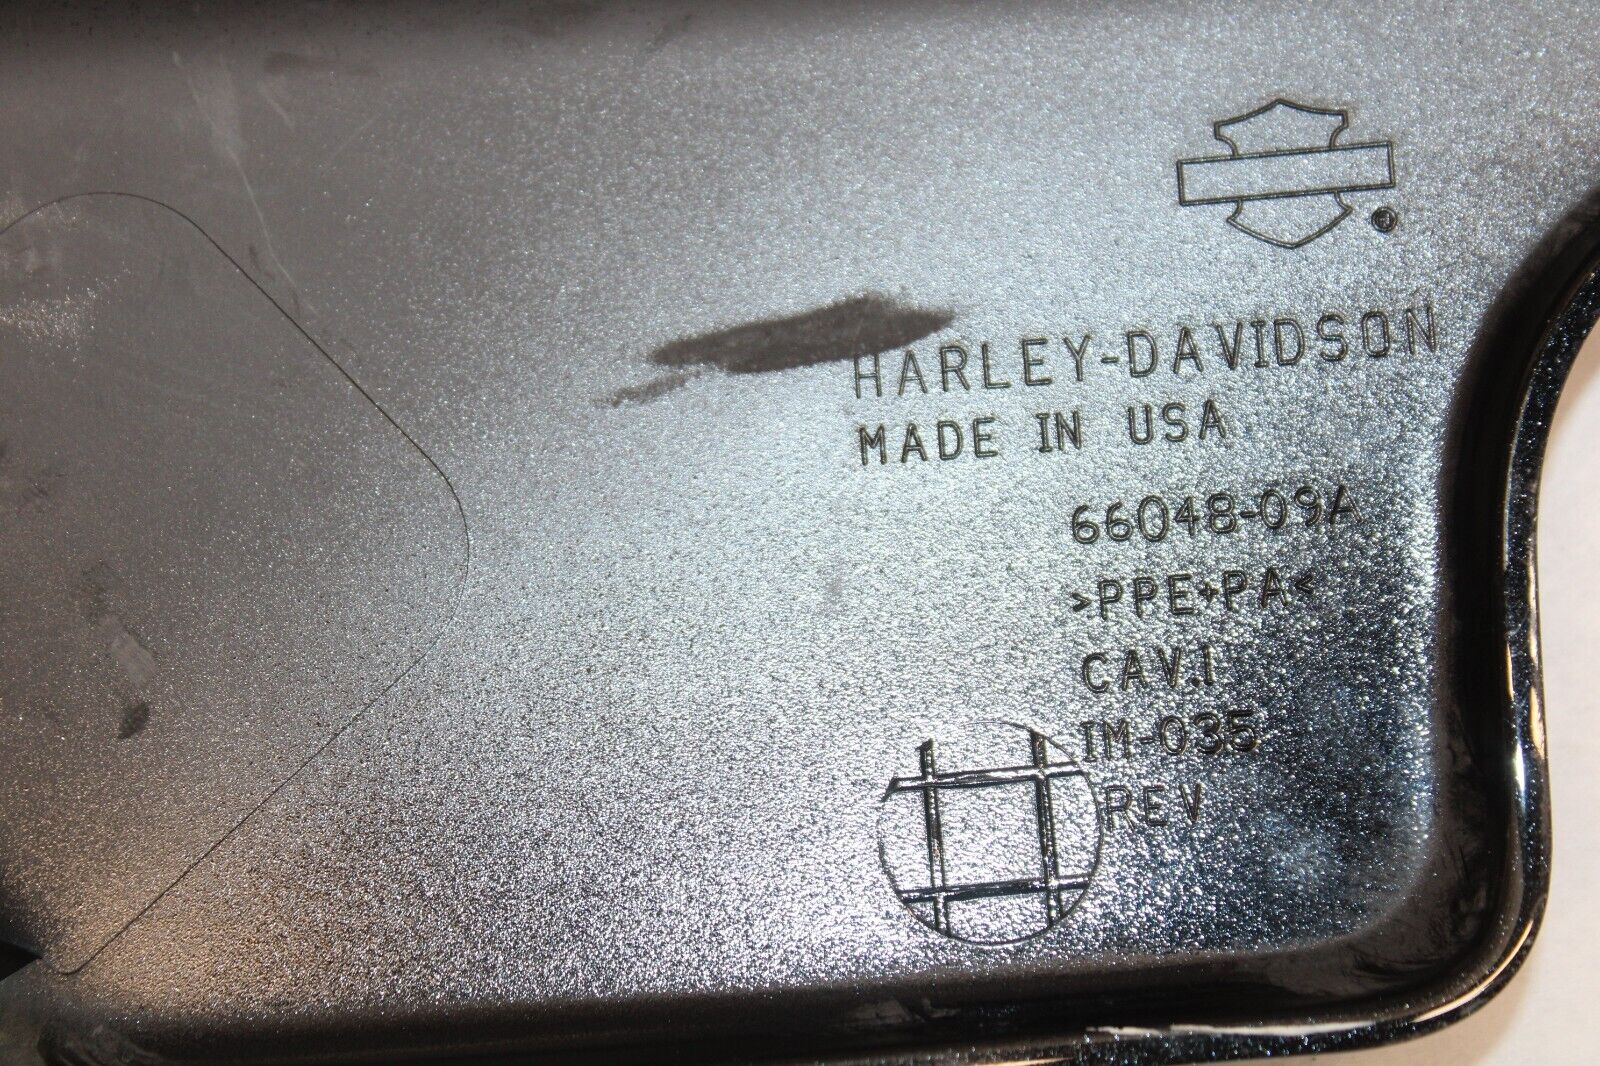 ®
HARLEY-DAVIDSON
MADE IN USA
66048-09A
>PPE+PA<
CAV.1
IM-035
REV